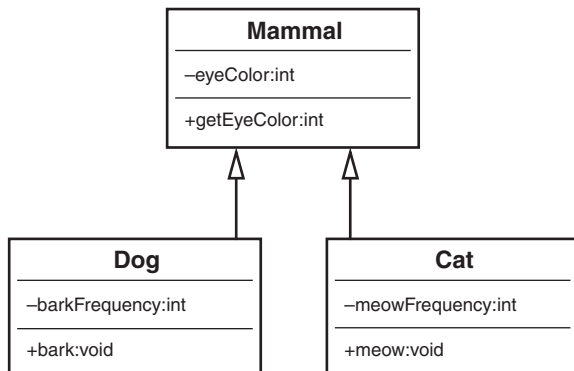 Mammal
–eyeColor:int
+getEyeColor:int
Dog
–barkFrequency:int
+bark:void
Cat
–meowFrequency:int
+meow:void